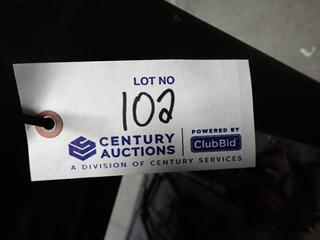 LOT NO
102
CENTURY AUCTIONS
POWERED BY
ClubBid
A DIVISION OF CENTURY SERVICES